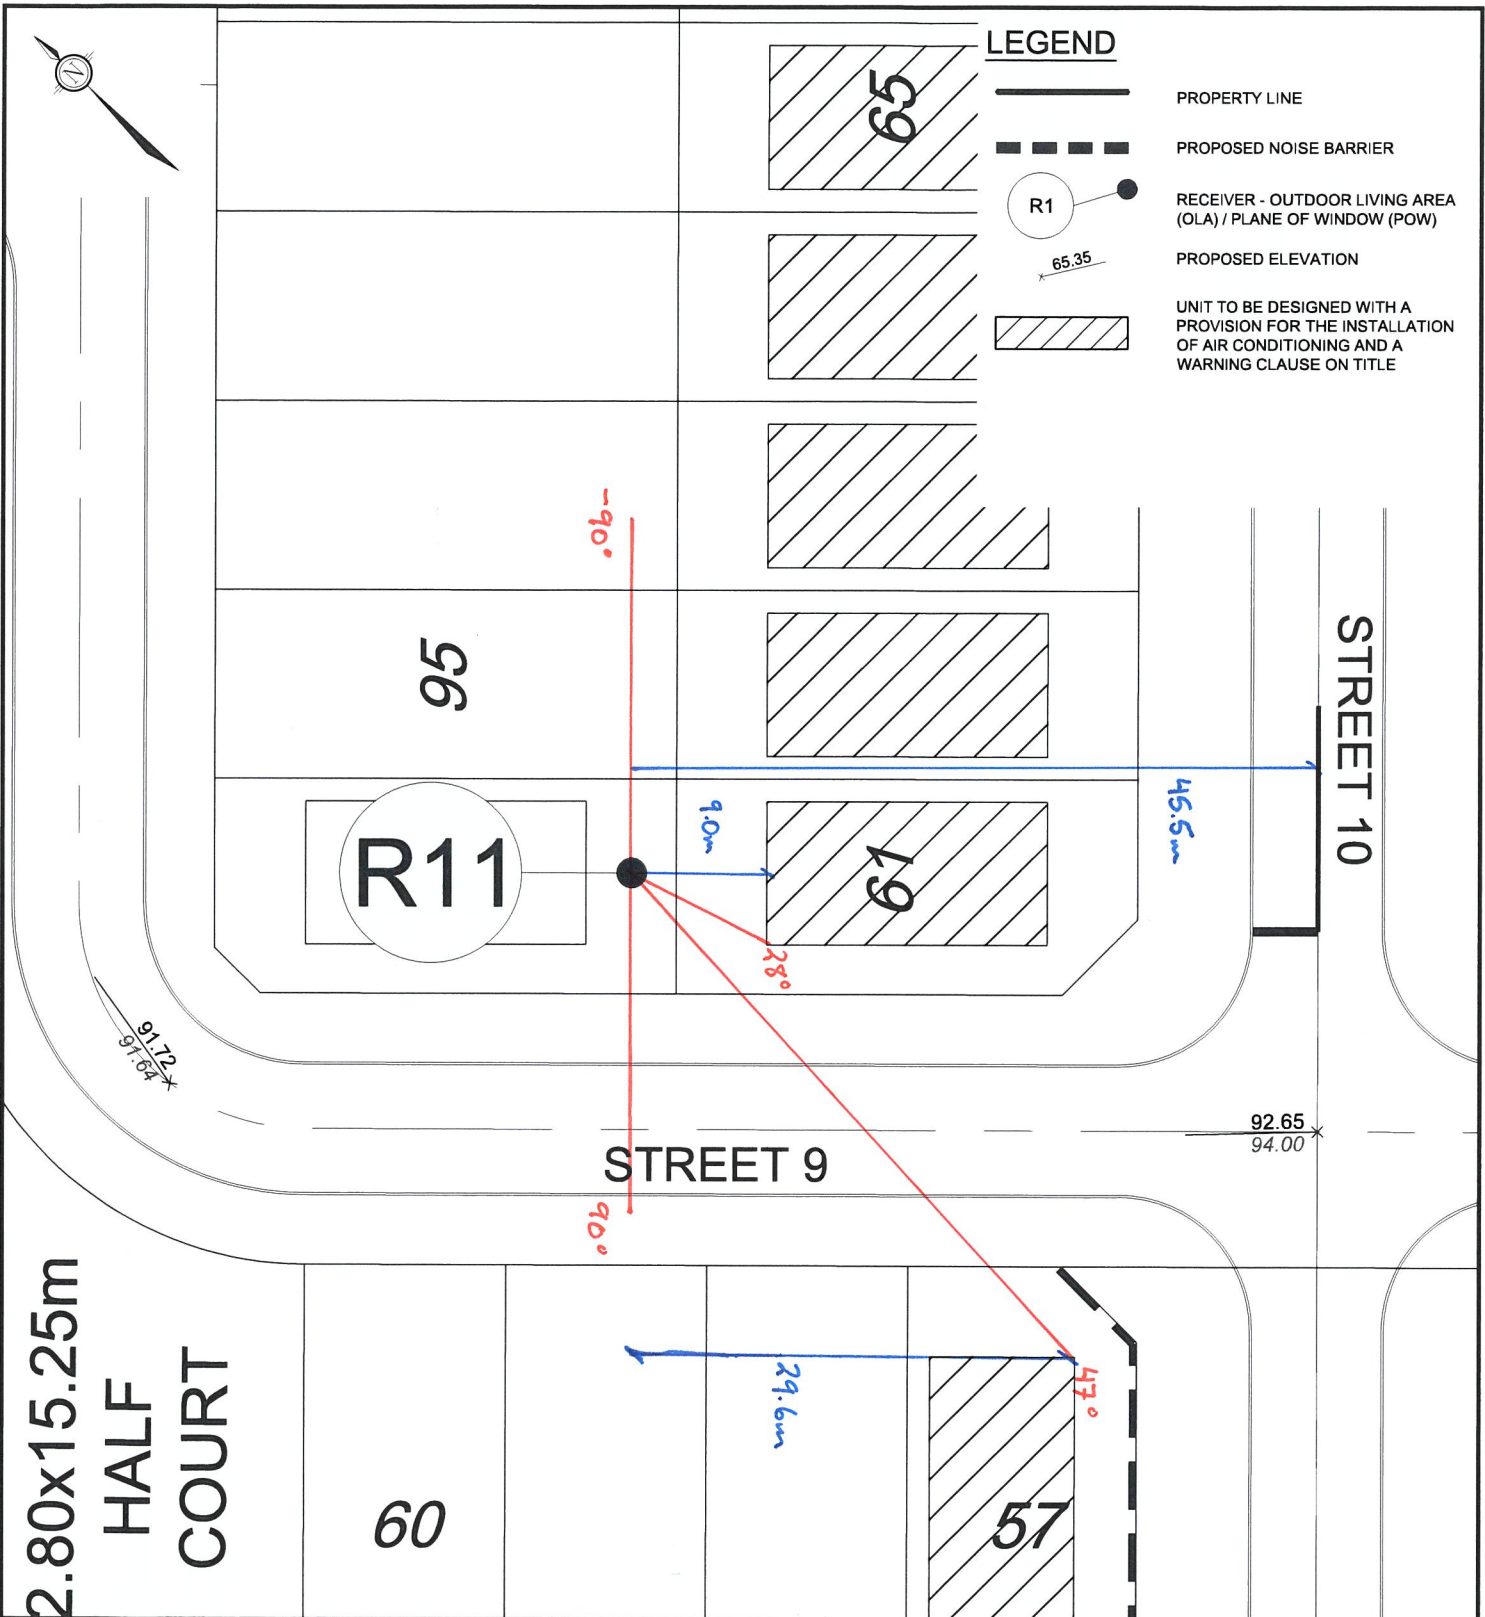 N
LEGEND
PROPERTY LINE
PROPOSED NOISE BARRIER
R1
RECEIVER - OUTDOOR LIVING AREA
(OLA) / PLANE OF WINDOW (POW)
65.35
PROPOSED ELEVATION
UNIT TO BE DESIGNED WITH A
PROVISION FOR THE INSTALLATION
OF AIR CONDITIONING AND A
WARNING CLAUSE ON TITLE
65
-90°
95
STREET 10
45.5m
9.0m
R11
61
28°
91.72
91.64
92.65
94.00
STREET 9
90°
29.6m
47°
2.80x15.25m
HALF
COURT
60
57